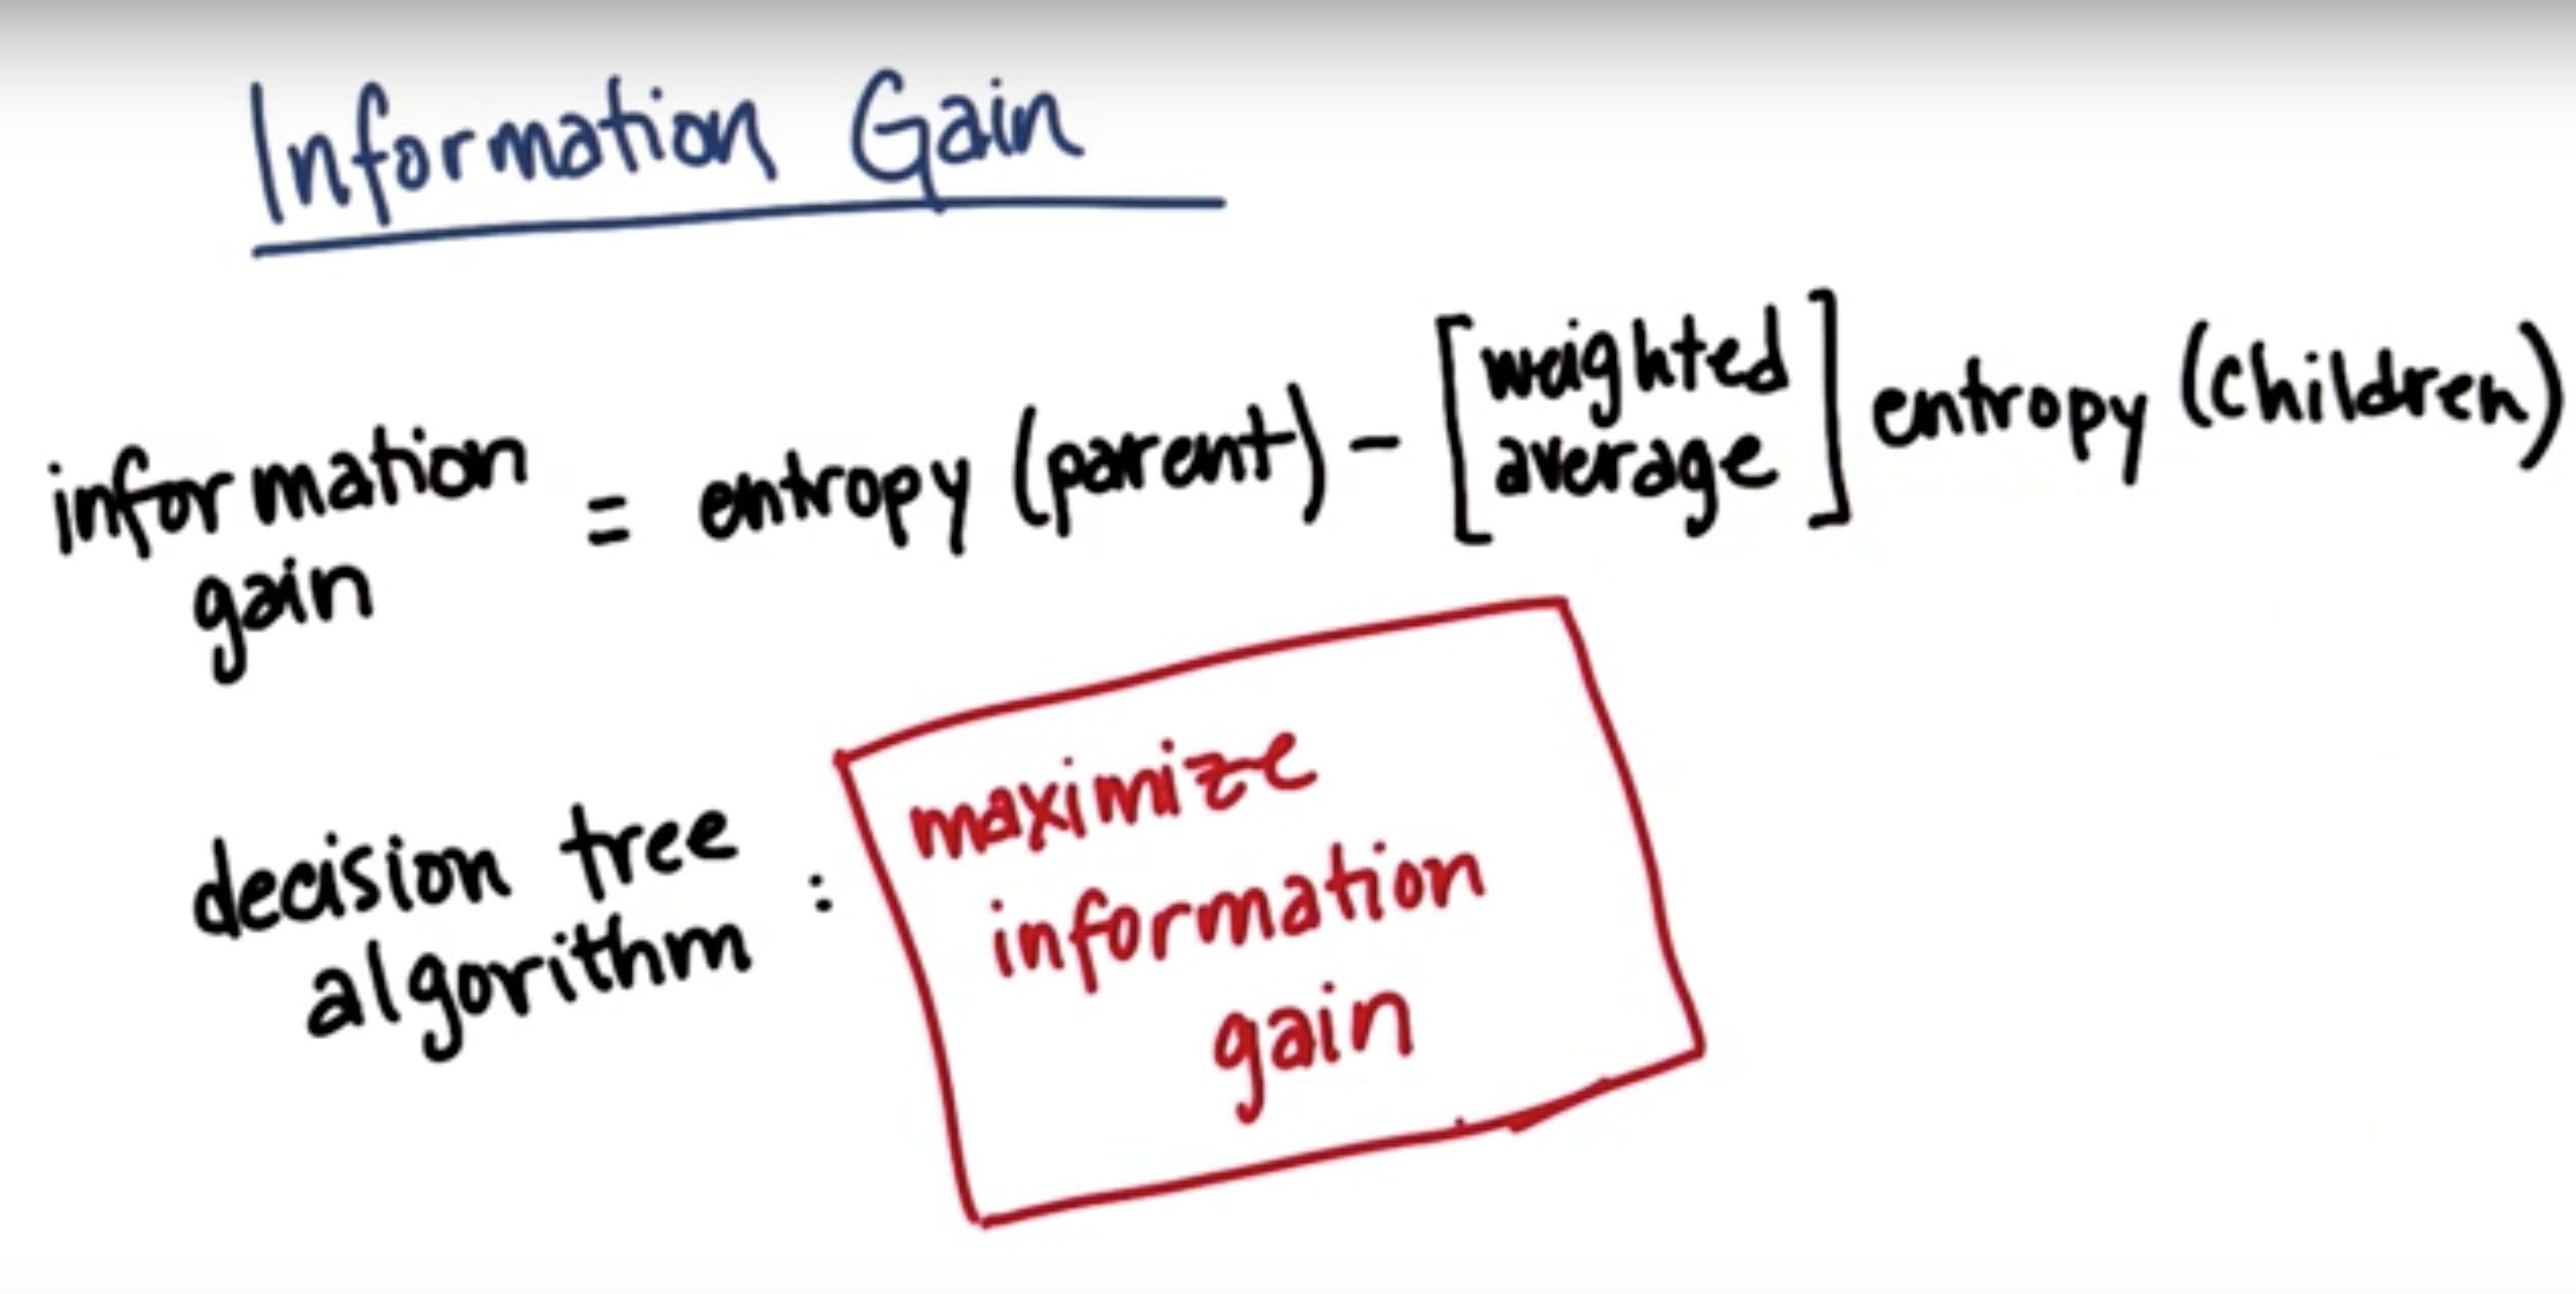 Information Gain
information gain = entropy (parent) - [weighted average] entropy (children)
decision tree algorithm : maximize information gain